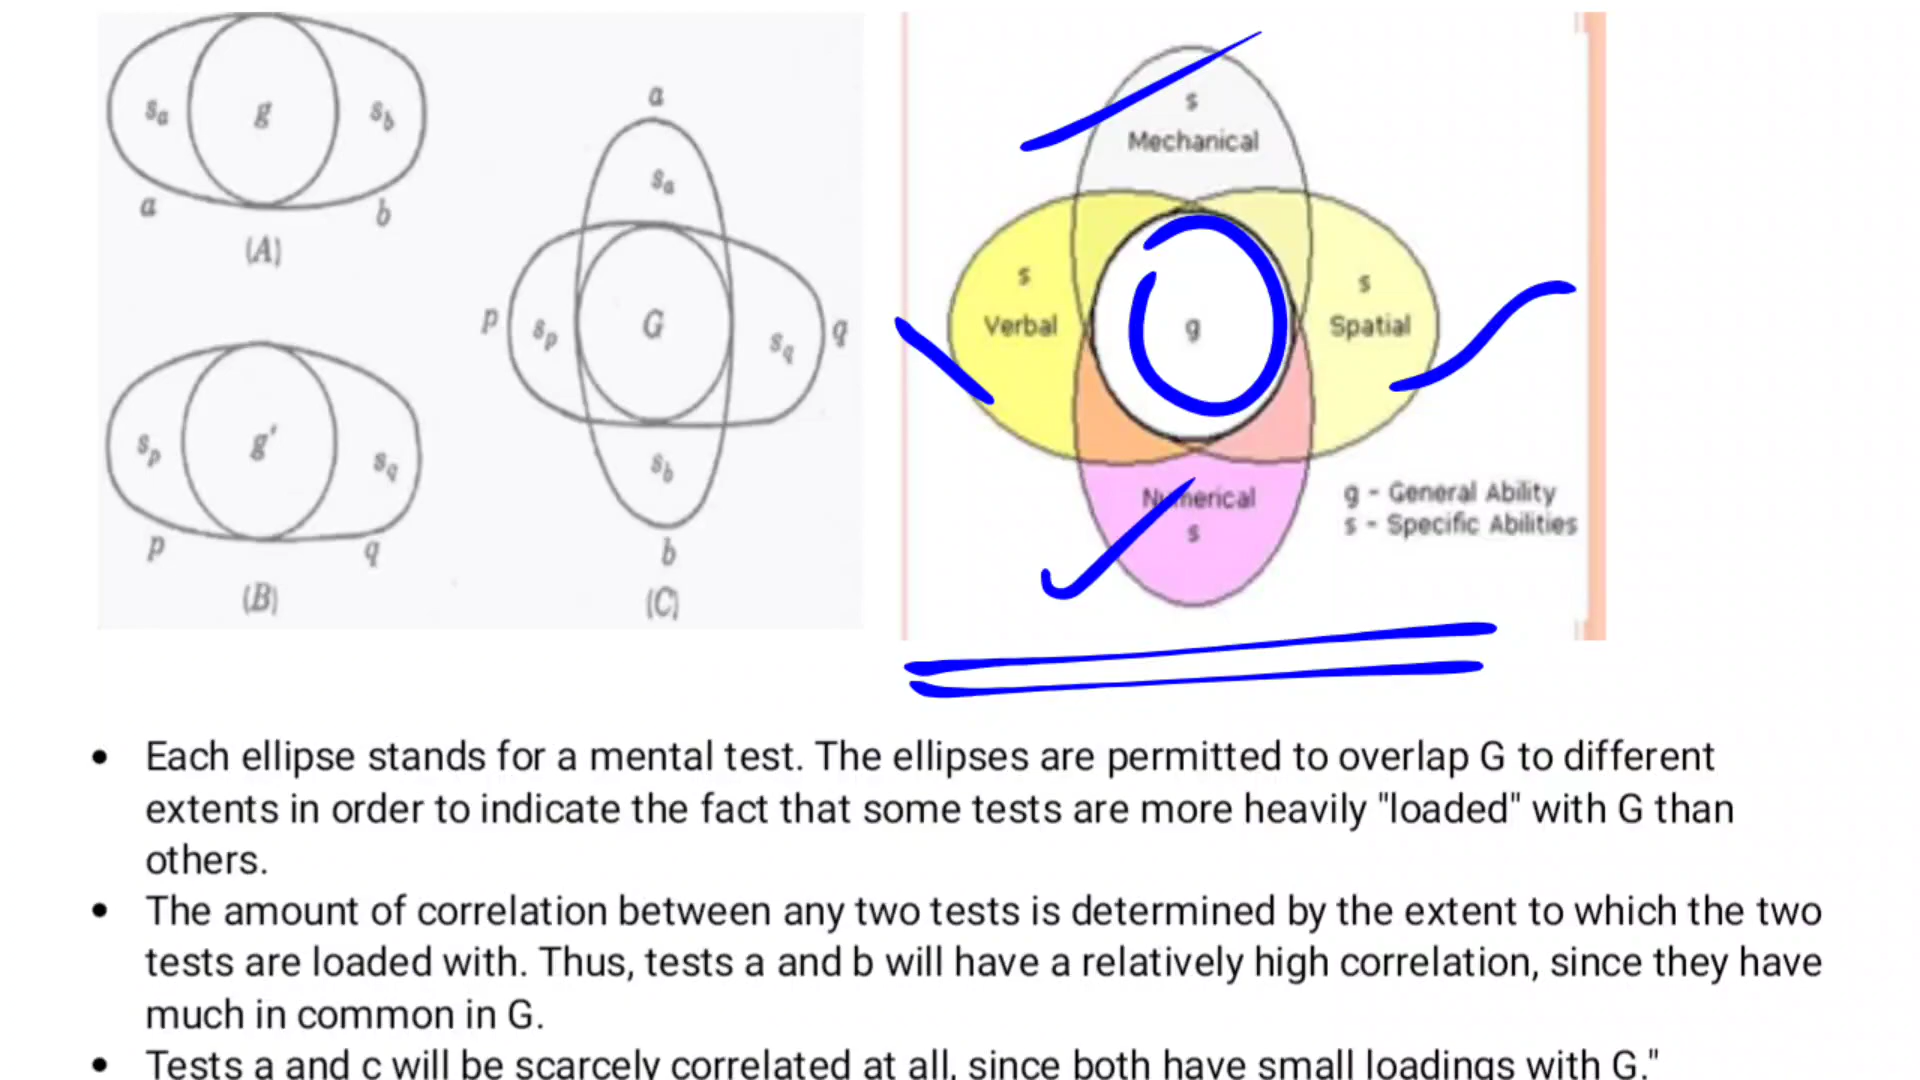 s_a g s_b
a b
(A)
s_p g' s_q
p q
(B)
a
s_a
p s_p G s_q q
s_b
b
(C)
s
Mechanical
s
Verbal
g
s
Spatial
Numerical
s
g - General Ability
s - Specific Abilities
• Each ellipse stands for a mental test. The ellipses are permitted to overlap G to different
extents in order to indicate the fact that some tests are more heavily "loaded" with G than
others.
• The amount of correlation between any two tests is determined by the extent to which the two
tests are loaded with. Thus, tests a and b will have a relatively high correlation, since they have
much in common in G.
• Tests a and c will be scarcely correlated at all, since both have small loadings with G."